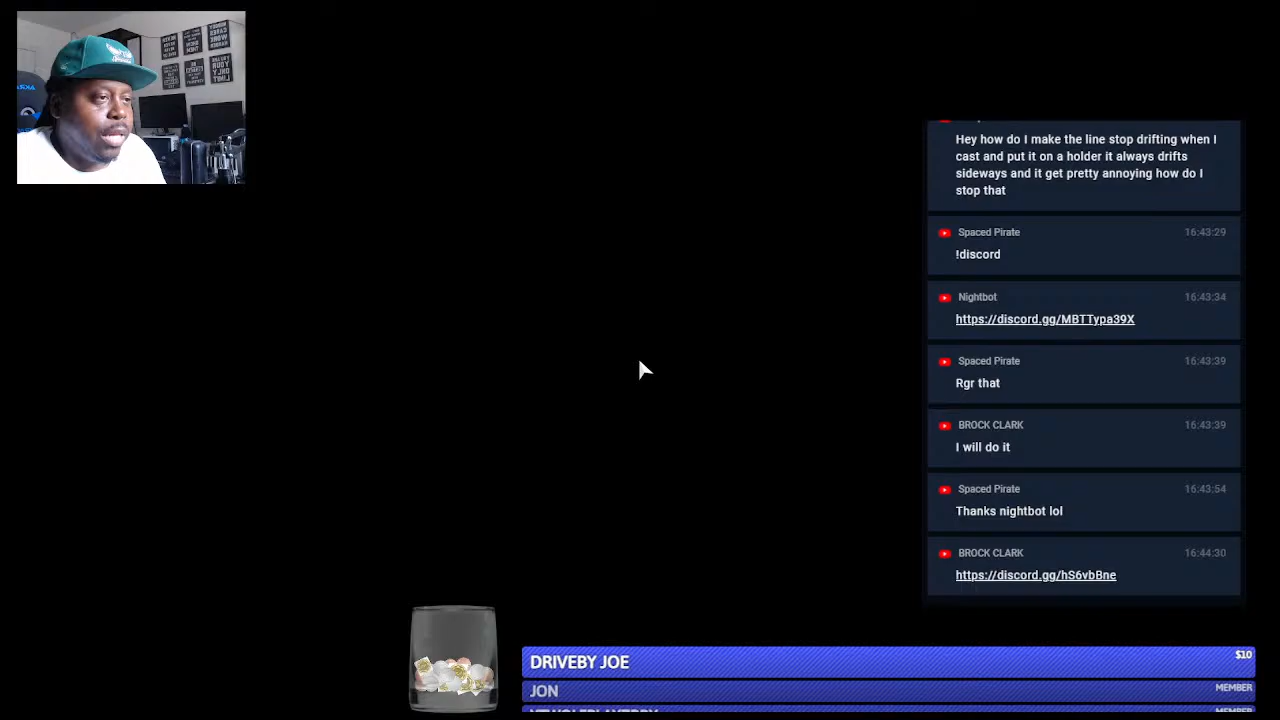 Hey how do I make the line stop drifting when I
cast and put it on a holder it always drifts
sideways and it get pretty annoying how do I
stop that
Spaced Pirate 16:43:29
!discord
Nightbot 16:43:34
https://discord.gg/MBTTypa39X
Spaced Pirate 16:43:39
Rgr that
BROCK CLARK 16:43:39
I will do it
Spaced Pirate 16:43:54
Thanks nightbot lol
BROCK CLARK 16:44:30
https://discord.gg/hS6vbBne
DRIVEBY JOE $10
JON MEMBER